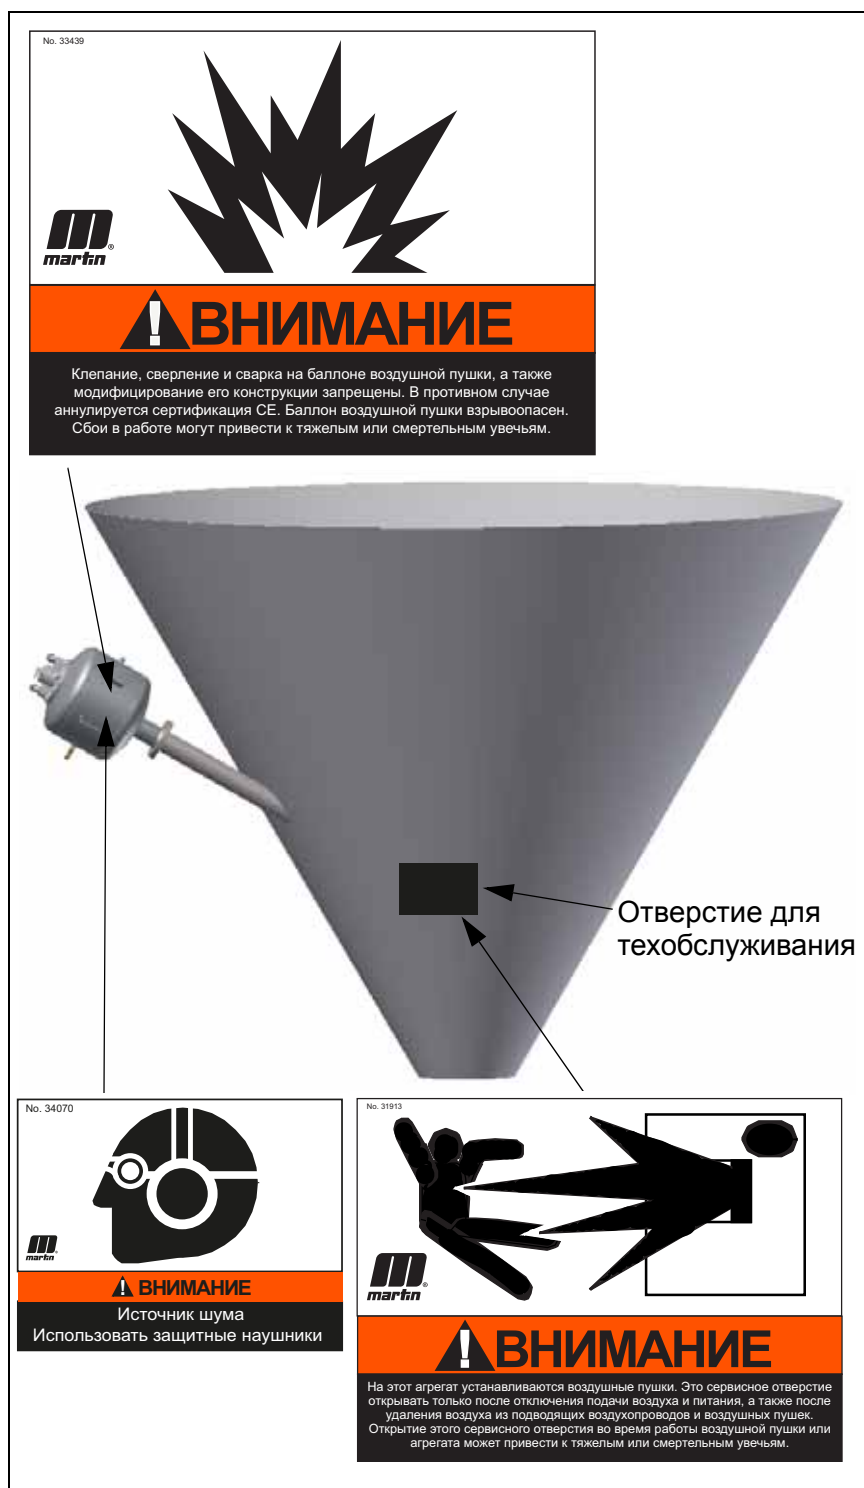 No. 33439
martin®
ВНИМАНИЕ
Клепание, сверление и сварка на баллоне воздушной пушки, а также
модифицирование его конструкции запрещены. В противном случае
аннулируется сертификация CE. Баллон воздушной пушки взрывоопасен.
Сбои в работе могут привести к тяжелым или смертельным увечьям.
Отверстие для
техобслуживания
No. 34070
martin
ВНИМАНИЕ
Источник шума
Использовать защитные наушники
No. 31913
martin®
ВНИМАНИЕ
На этот агрегат устанавливаются воздушные пушки. Это сервисное отверстие
открывать только после отключения подачи воздуха и питания, а также после
удаления воздуха из подводящих воздухопроводов и воздушных пушек.
Открытие этого сервисного отверстия во время работы воздушной пушки или
агрегата может привести к тяжелым или смертельным увечьям.